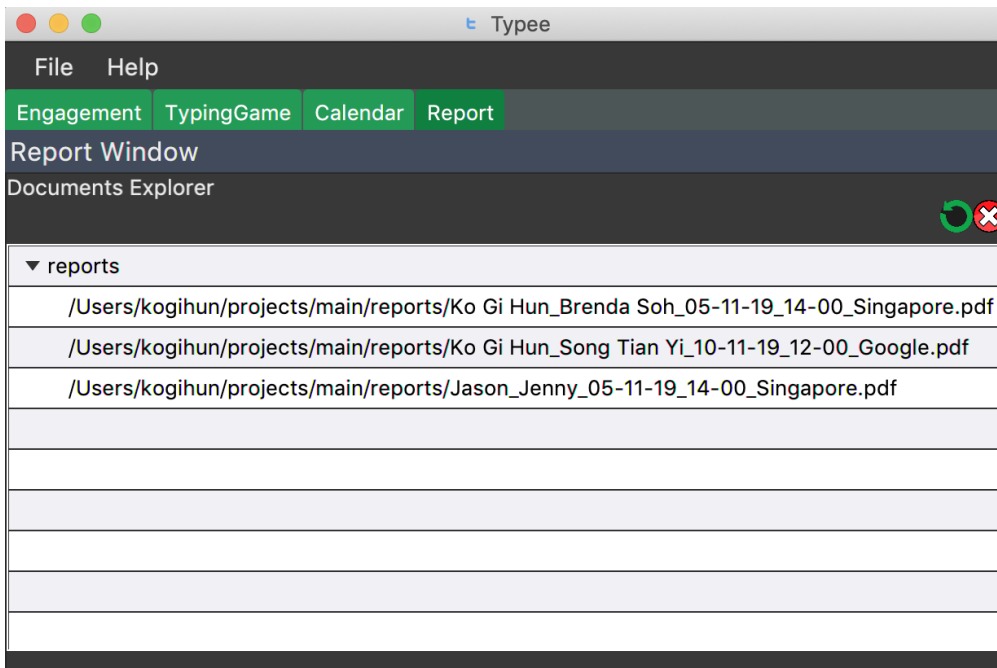 Typee
File Help
Engagement TypingGame Calendar Report
Report Window
Documents Explorer
reports
/Users/kogihun/projects/main/reports/Ko Gi Hun_Brenda Soh_05-11-19_14-00_Singapore.pdf
/Users/kogihun/projects/main/reports/Ko Gi Hun_Song Tian Yi_10-11-19_12-00_Google.pdf
/Users/kogihun/projects/main/reports/Jason_Jenny_05-11-19_14-00_Singapore.pdf